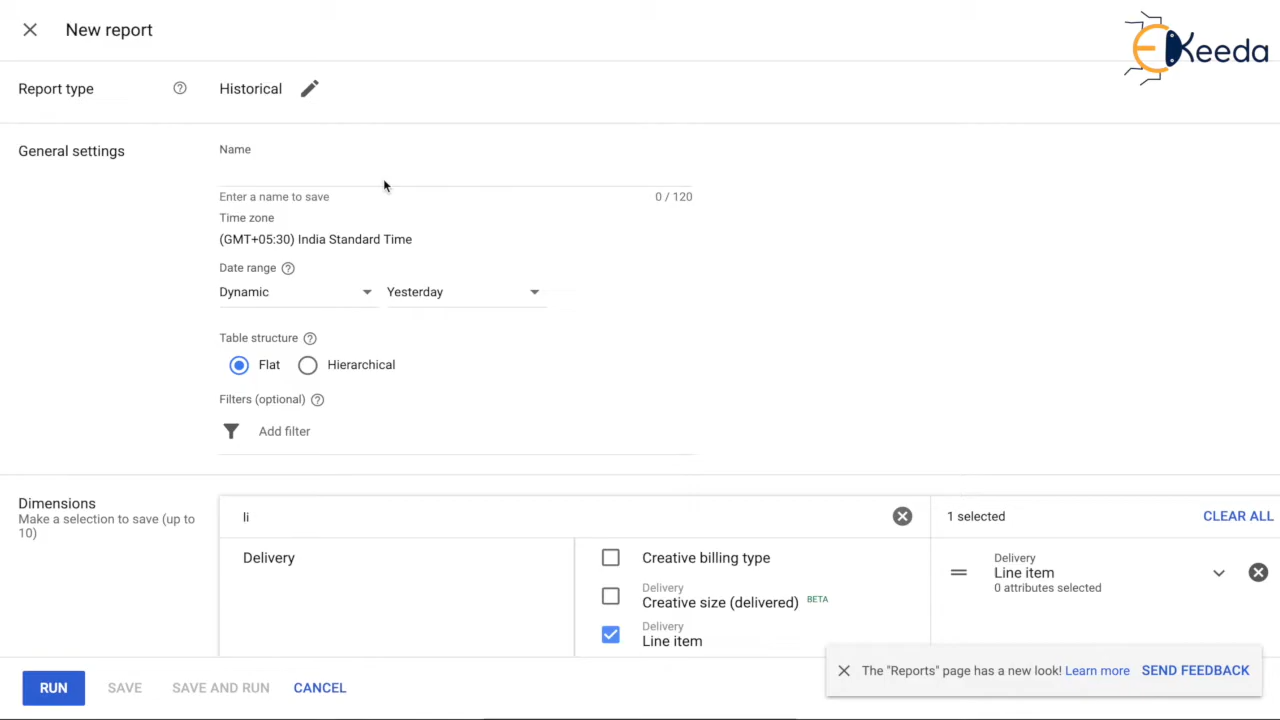 New report
EKeeda
Report type
Historical
General settings
Name
Enter a name to save
0 / 120
Time zone
(GMT+05:30) India Standard Time
Date range
Dynamic
Yesterday
Table structure
Flat
Hierarchical
Filters (optional)
Add filter
Dimensions
Make a selection to save (up to
10)
li
1 selected
CLEAR ALL
Delivery
Creative billing type
Delivery
Creative size (delivered) BETA
Delivery
Line item
Delivery
Line item
0 attributes selected
The "Reports" page has a new look! Learn more
SEND FEEDBACK
RUN
SAVE
SAVE AND RUN
CANCEL